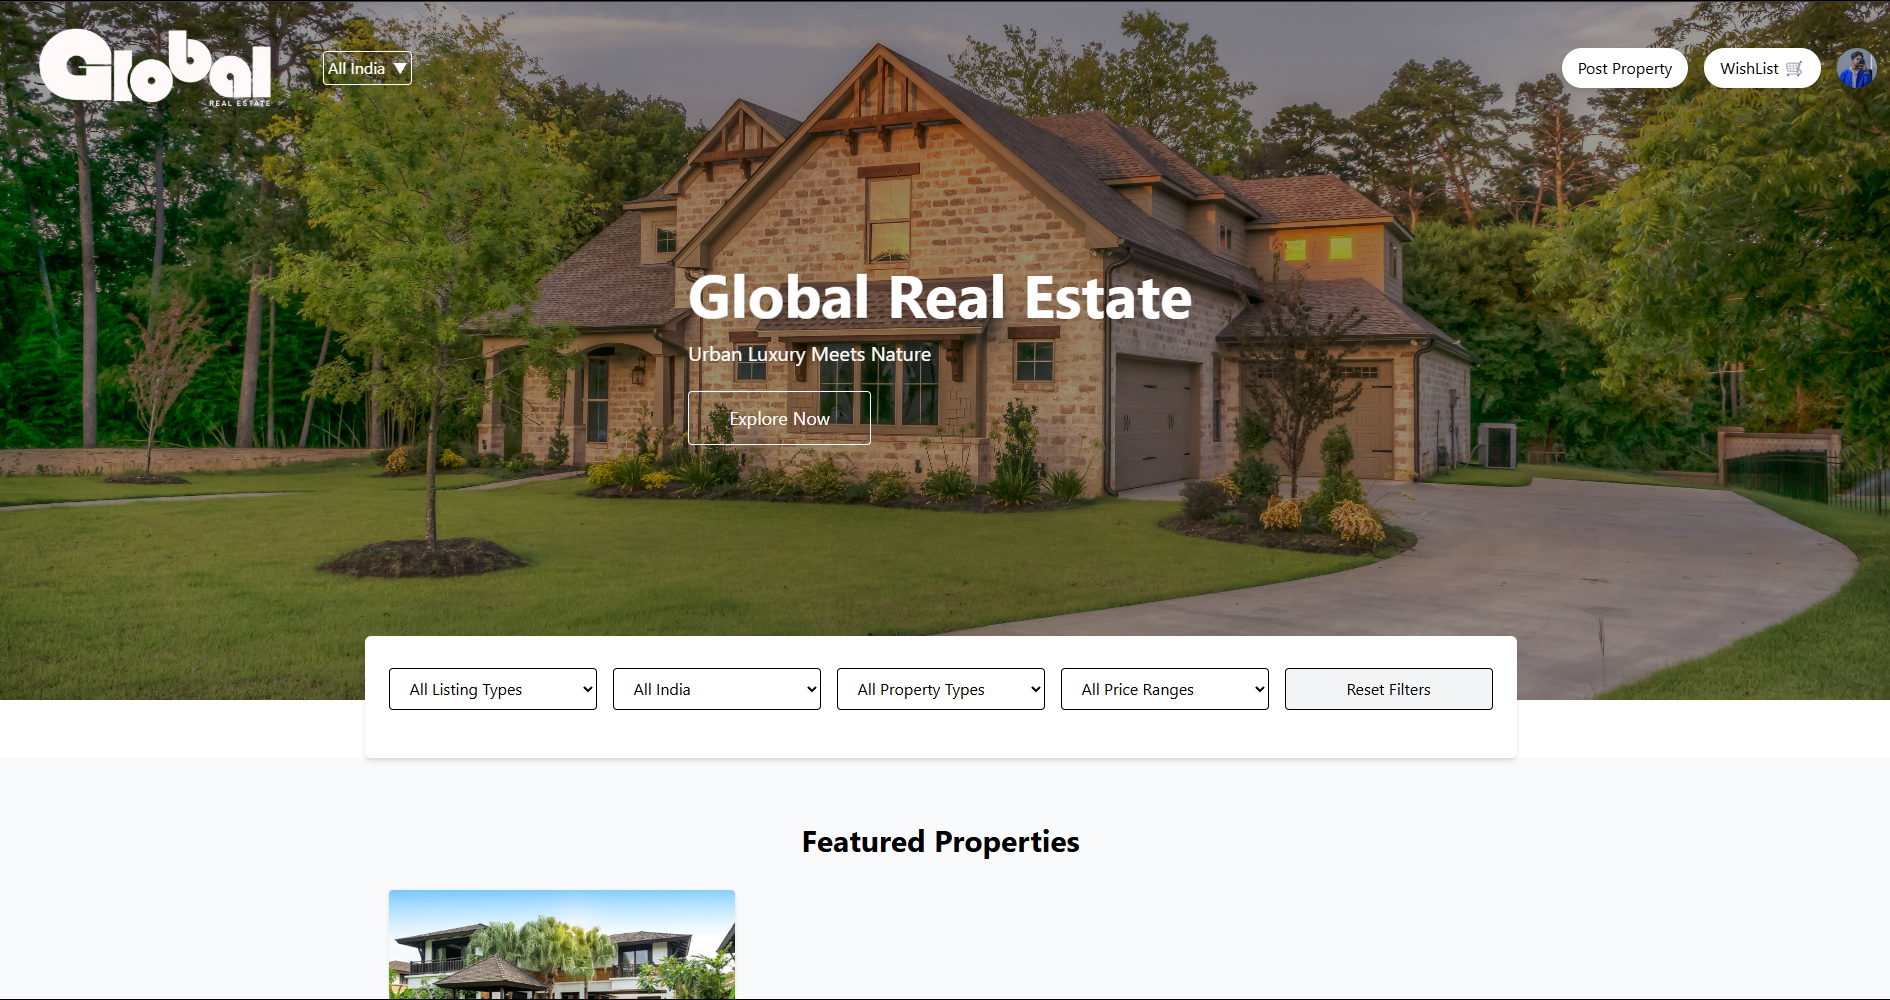 Global
REAL ESTATE
All India ▼
Post Property
WishList 🛒
Global Real Estate
Urban Luxury Meets Nature
Explore Now
All Listing Types
All India
All Property Types
All Price Ranges
Reset Filters
Featured Properties